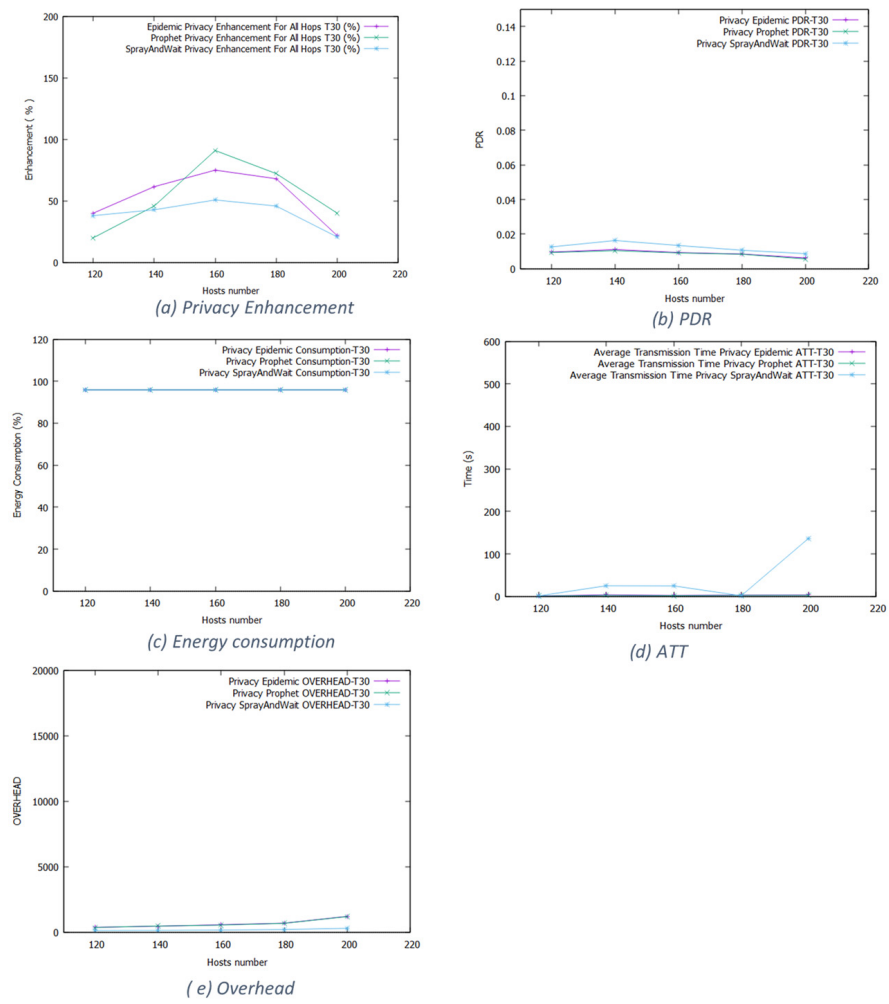 200
150
100
50
0
Enhancement ( % )
Epidemic Privacy Enhancement For All Hops T30 (%)
Prophet Privacy Enhancement For All Hops T30 (%)
SprayAndWait Privacy Enhancement For All Hops T30 (%)
120 140 160 180 200 220
Hosts number
(a) Privacy Enhancement
0.14
0.12
0.1
0.08
0.06
0.04
0.02
0
PDR
Privacy Epidemic PDR-T30
Privacy Prophet PDR-T30
Privacy SprayAndWait PDR-T30
120 140 160 180 200 220
Hosts number
(b) PDR
120
100
80
60
40
20
0
Energy Consumption (%)
Privacy Epidemic Consumption-T30
Privacy Prophet Consumption-T30
Privacy SprayAndWait Consumption-T30
120 140 160 180 200 220
Hosts number
(c) Energy consumption
600
500
400
300
200
100
0
Time (s)
Average Transmission Time Privacy Epidemic ATT-T30
Average Transmission Time Privacy Prophet ATT-T30
Average Transmission Time Privacy SprayAndWait ATT-T30
120 140 160 180 200 220
Hosts number
(d) ATT
20000
15000
10000
5000
0
OVERHEAD
Privacy Epidemic OVERHEAD-T30
Privacy Prophet OVERHEAD-T30
Privacy SprayAndWait OVERHEAD-T30
120 140 160 180 200 220
Hosts number
( e) Overhead